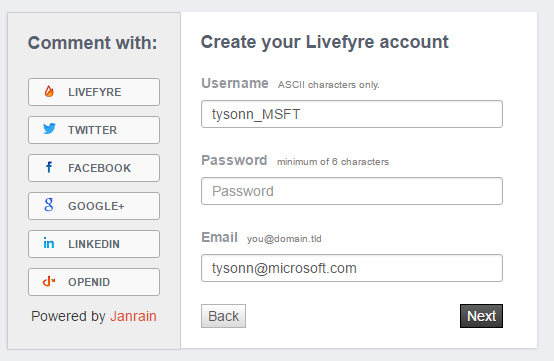 Comment with:
LIVEFYRE
TWITTER
FACEBOOK
GOOGLE+
LINKEDIN
OPENID
Powered by Janrain
Create your Livefyre account
Username ASCII characters only.
tysonn_MSFT
Password minimum of 6 characters
Password
Email you@domain.tld
tysonn@microsoft.com
Back Next